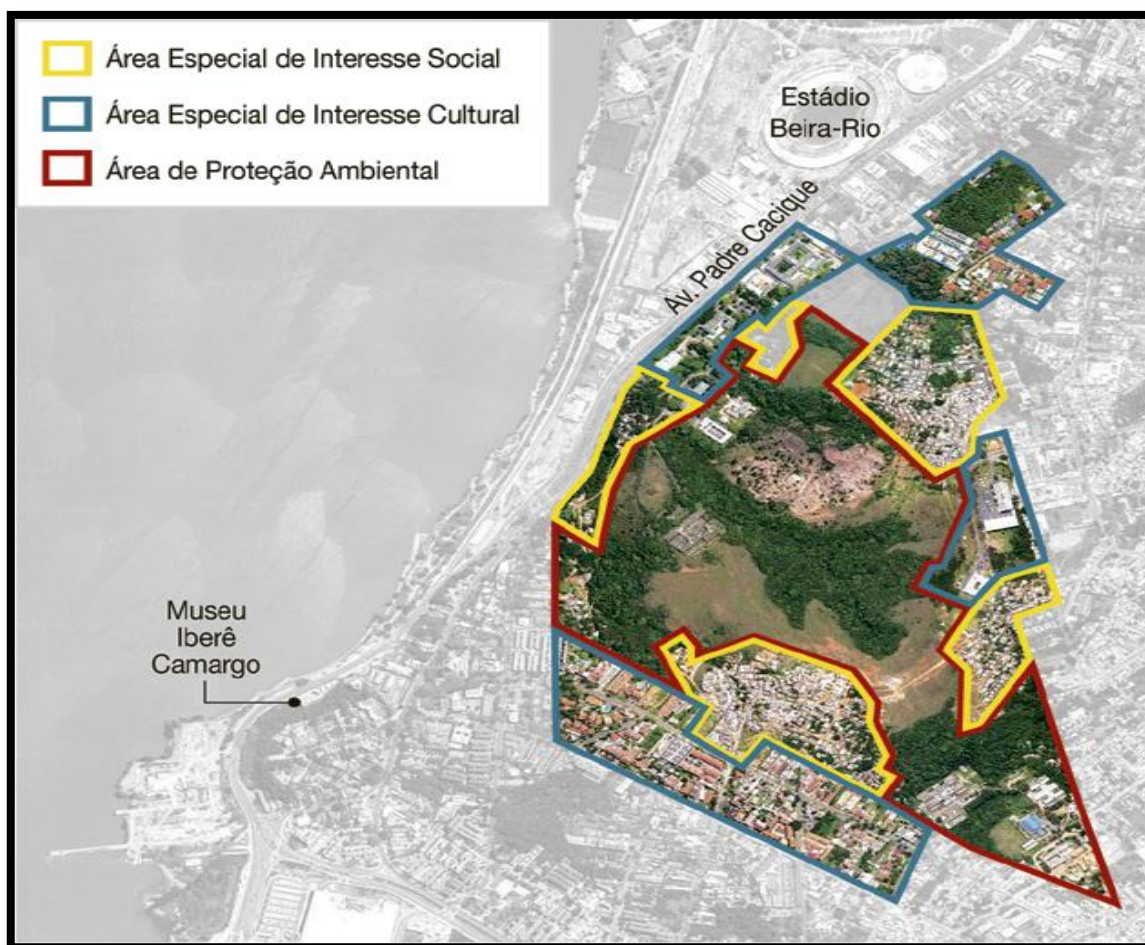 Área Especial de Interesse Social
Área Especial de Interesse Cultural
Área de Proteção Ambiental
Estádio
Beira-Rio
Av. Padre Cacique
Museu
Iberê
Camargo